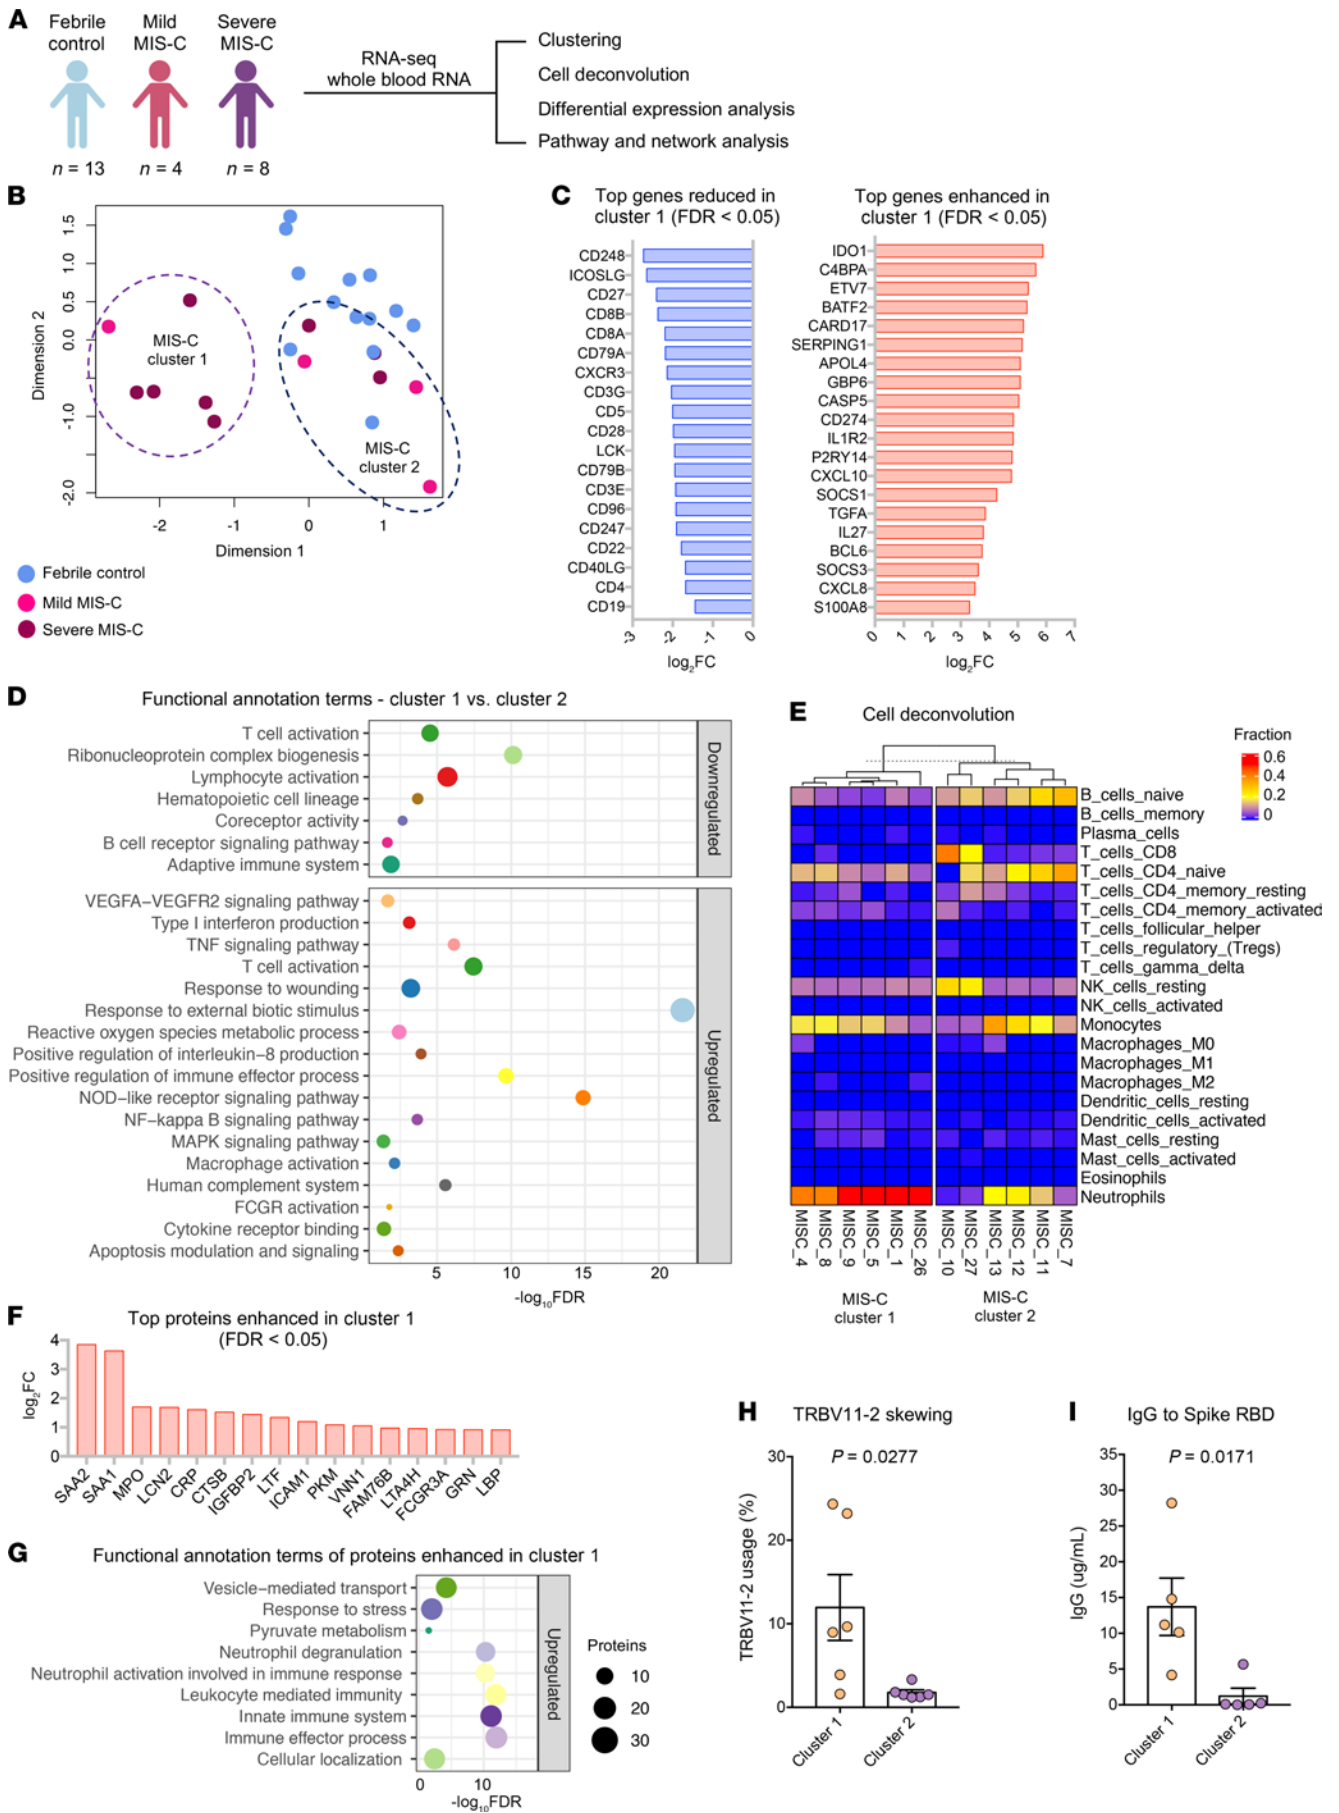 A
Febrile
control
Mild
MIS-C
Severe
MIS-C
n = 13
n = 4
n = 8
RNA-seq
whole blood RNA
Clustering
Cell deconvolution
Differential expression analysis
Pathway and network analysis
B
Dimension 2
1.5
1.0
0.5
0.0
-1.0
-2.0
MIS-C
cluster 1
MIS-C
cluster 2
-2
-1
0
1
Dimension 1
Febrile control
Mild MIS-C
Severe MIS-C
C
Top genes reduced in
cluster 1 (FDR < 0.05)
CD248
ICOSLG
CD27
CD8B
CD8A
CD79A
CXCR3
CD3G
CD5
CD28
LCK
CD79B
CD3E
CD96
CD247
CD22
CD40LG
CD4
CD19
-3
-2
-1
0
log2FC
Top genes enhanced in
cluster 1 (FDR < 0.05)
IDO1
C4BPA
ETV7
BATF2
CARD17
SERPING1
APOL4
GBP6
CASP5
CD274
IL1R2
P2RY14
CXCL10
SOCS1
TGFA
IL27
BCL6
SOCS3
CXCL8
S100A8
0
1
2
3
4
5
6
7
log2FC
D
Functional annotation terms - cluster 1 vs. cluster 2
T cell activation
Ribonucleoprotein complex biogenesis
Lymphocyte activation
Hematopoietic cell lineage
Coreceptor activity
B cell receptor signaling pathway
Adaptive immune system
Downregulated
VEGFA-VEGFR2 signaling pathway
Type I interferon production
TNF signaling pathway
T cell activation
Response to wounding
Response to external biotic stimulus
Reactive oxygen species metabolic process
Positive regulation of interleukin-8 production
Positive regulation of immune effector process
NOD-like receptor signaling pathway
NF-kappa B signaling pathway
MAPK signaling pathway
Macrophage activation
Human complement system
FCGR activation
Cytokine receptor binding
Apoptosis modulation and signaling
Upregulated
5
10
15
20
-log10FDR
E
Cell deconvolution
Fraction
0.6
0.4
0.2
0
B_cells_naive
B_cells_memory
Plasma_cells
T_cells_CD8
T_cells_CD4_naive
T_cells_CD4_memory_resting
T_cells_CD4_memory_activated
T_cells_follicular_helper
T_cells_regulatory_(Tregs)
T_cells_gamma_delta
NK_cells_resting
NK_cells_activated
Monocytes
Macrophages_M0
Macrophages_M1
Macrophages_M2
Dendritic_cells_resting
Dendritic_cells_activated
Mast_cells_resting
Mast_cells_activated
Eosinophils
Neutrophils
MISC_4
MISC_8
MISC_9
MISC_5
MISC_1
MISC_26
MISC_10
MISC_27
MISC_13
MISC_12
MISC_11
MISC_7
MIS-C
cluster 1
MIS-C
cluster 2
F
Top proteins enhanced in cluster 1
(FDR < 0.05)
log2FC
4
3
2
1
0
SAA2
SAA1
MPO
LCN2
CRP
CTSB
IGFBP2
LTF
ICAM1
PKM
VNN1
FAM76B
LTA4H
FCGR3A
GRN
LBP
G
Functional annotation terms of proteins enhanced in cluster 1
Vesicle-mediated transport
Response to stress
Pyruvate metabolism
Neutrophil degranulation
Neutrophil activation involved in immune response
Leukocyte mediated immunity
Innate immune system
Immune effector process
Cellular localization
Upregulated
0
10
-log10FDR
Proteins
10
20
30
H
TRBV11-2 skewing
P = 0.0277
TRBV11-2 usage (%)
30
20
10
0
Cluster 1
Cluster 2
I
IgG to Spike RBD
P = 0.0171
IgG (ug/mL)
35
30
25
20
15
10
5
0
Cluster 1
Cluster 2